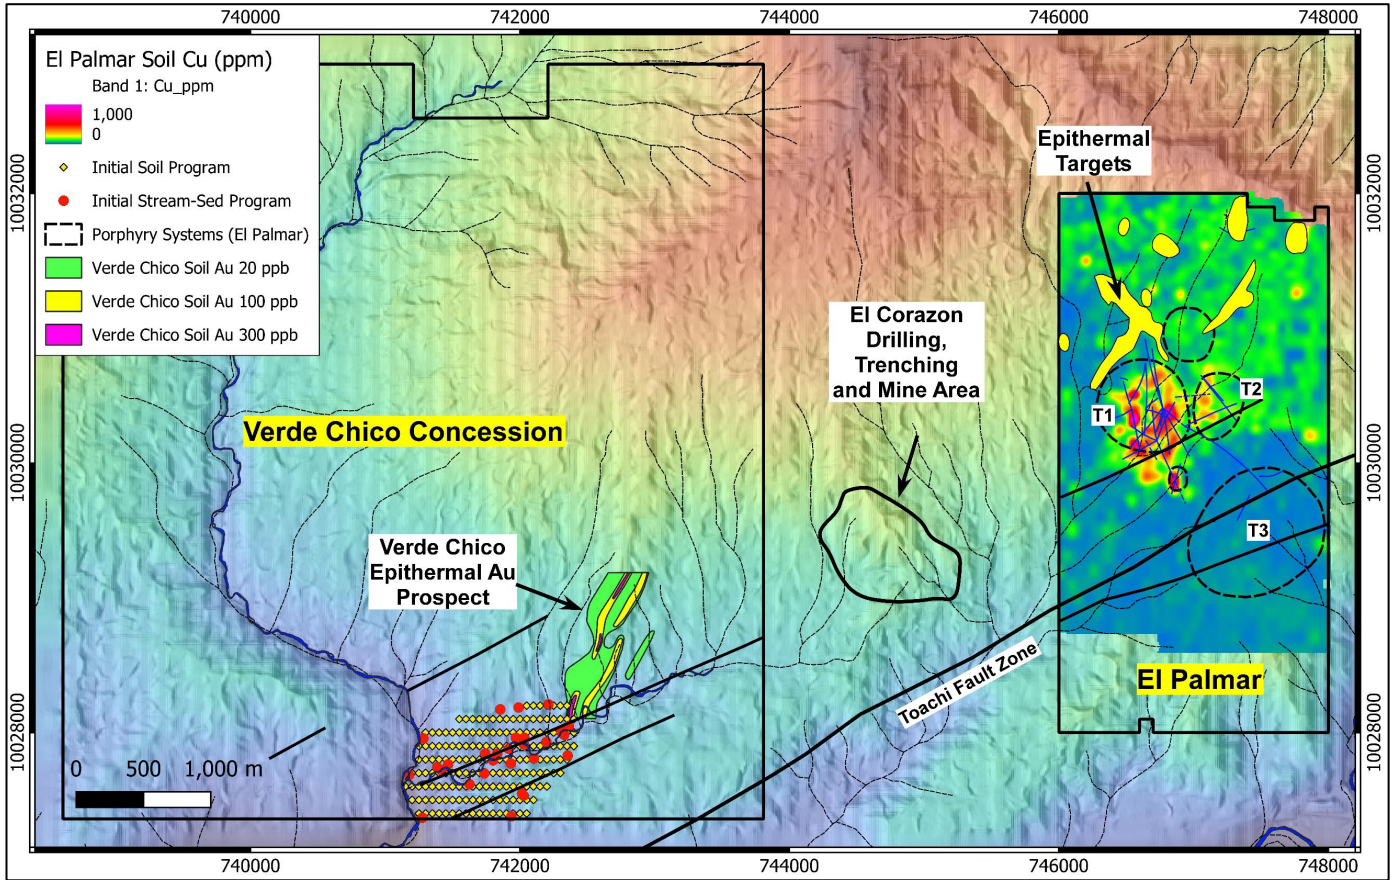 740000
742000
744000
746000
748000
El Palmar Soil Cu (ppm)
Band 1: Cu_ppm
1,000
0
Initial Soil Program
Initial Stream-Sed Program
Porphyry Systems (El Palmar)
Verde Chico Soil Au 20 ppb
Verde Chico Soil Au 100 ppb
Verde Chico Soil Au 300 ppb
10032000
10030000
10028000
Epithermal
Targets
El Corazon
Drilling,
Trenching
and Mine Area
T1
T2
T3
Verde Chico Concession
Verde Chico
Epithermal Au
Prospect
Toachi Fault Zone
El Palmar
0
500
1,000 m
10032000
10030000
10028000
740000
742000
744000
746000
748000